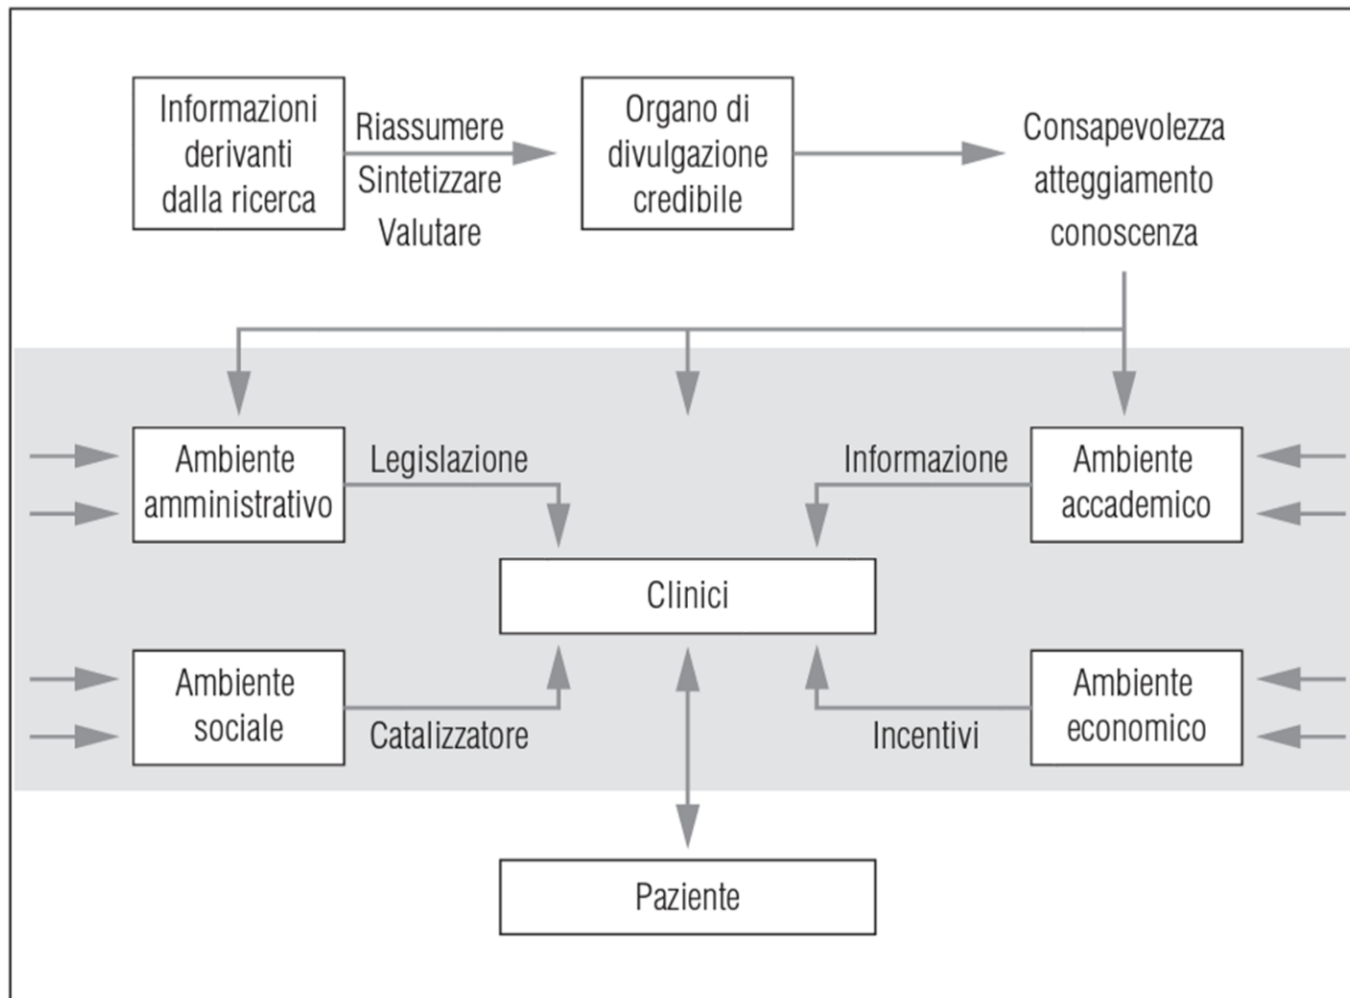 Informazioni
derivanti
dalla ricerca
Riassumere
Sintetizzare
Valutare
Organo di
divulgazione
credibile
Consapevolezza
atteggiamento
conoscenza
Ambiente
amministrativo
Legislazione
Informazione
Ambiente
accademico
Clinici
Ambiente
sociale
Catalizzatore
Incentivi
Ambiente
economico
Paziente